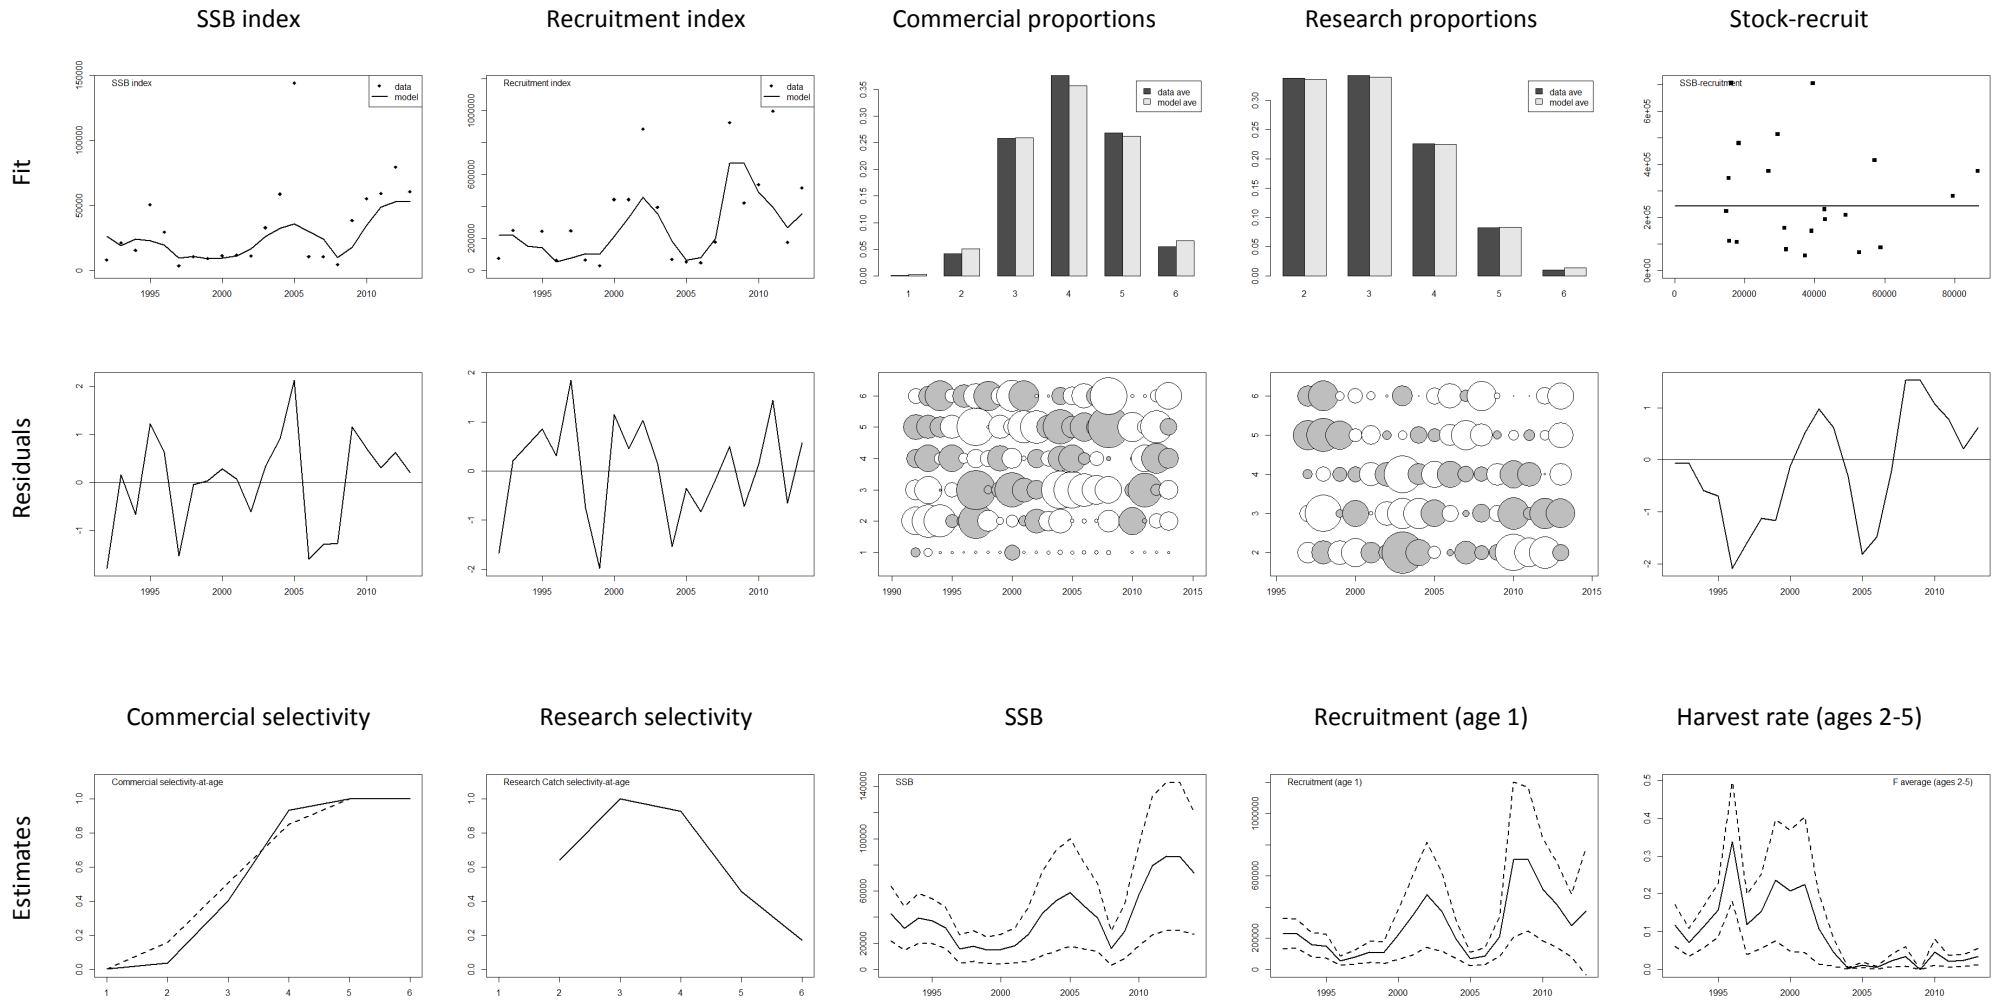 SSB index
Recruitment index
Commercial proportions
Research proportions
Stock-recruit
Fit
SSB index
data
model
0 50000 100000 150000
1995 2000 2005 2010
Recruitment index
data
model
0 200000 600000 1000000
1995 2000 2005 2010
data ave
model ave
0.00 0.05 0.10 0.15 0.20 0.25 0.30 0.35
1 2 3 4 5 6
data ave
model ave
0.00 0.05 0.10 0.15 0.20 0.25 0.30
2 3 4 5 6
SSB-recruitment
0e+00 2e+05 4e+05 6e+05
0 20000 40000 60000 80000
Residuals
-1 0 1 2
1995 2000 2005 2010
-2 -1 0 1 2
1995 2000 2005 2010
1 2 3 4 5 6
1990 1995 2000 2005 2010 2015
2 3 4 5 6
1995 2000 2005 2010 2015
-2 -1 0 1
1995 2000 2005 2010
Commercial selectivity
Research selectivity
SSB
Recruitment (age 1)
Harvest rate (ages 2-5)
Estimates
Commercial selectivity-at-age
0.0 0.2 0.4 0.6 0.8 1.0
1 2 3 4 5 6
Research Catch selectivity-at-age
0.0 0.2 0.4 0.6 0.8 1.0
1 2 3 4 5 6
SSB
0 20000 60000 100000 140000
1995 2000 2005 2010
Recruitment (age 1)
0 200000 600000 1000000
1995 2000 2005 2010
F average (ages 2-5)
0.0 0.1 0.2 0.3 0.4 0.5
1995 2000 2005 2010